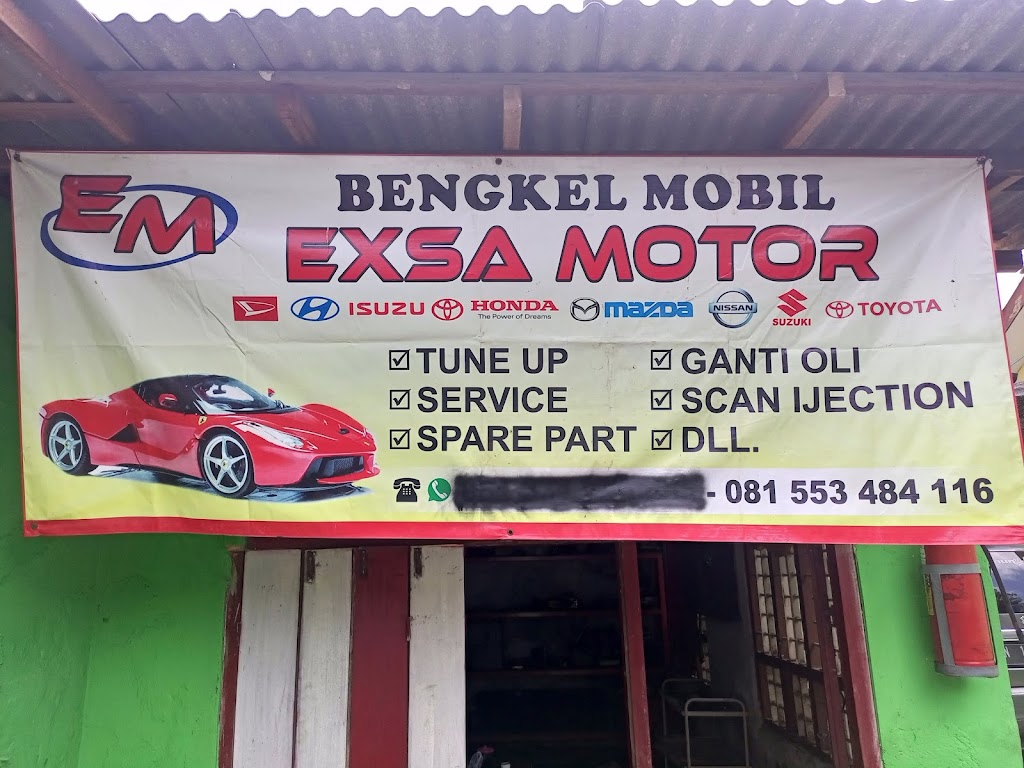 EM
BENGKEL MOBIL
EXSA MOTOR
ISUZU HONDA mazda NISSAN SUZUKI TOYOTA
The Power of Dreams
TUNE UP
SERVICE
SPARE PART
GANTI OLI
SCAN IJECTION
DLL.
- 081 553 484 116